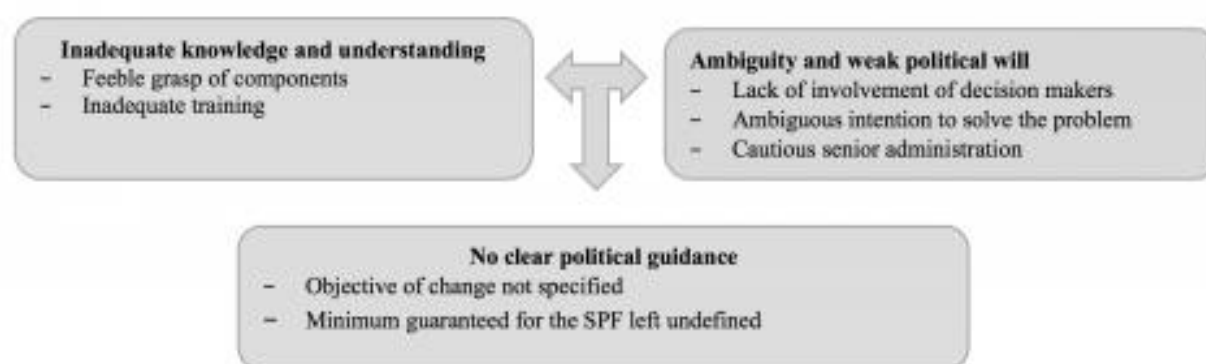 Inadequate knowledge and understanding
- Feeble grasp of components
- Inadequate training
Ambiguity and weak political will
- Lack of involvement of decision makers
- Ambiguous intention to solve the problem
- Cautious senior administration
No clear political guidance
- Objective of change not specified
- Minimum guaranteed for the SPF left undefined